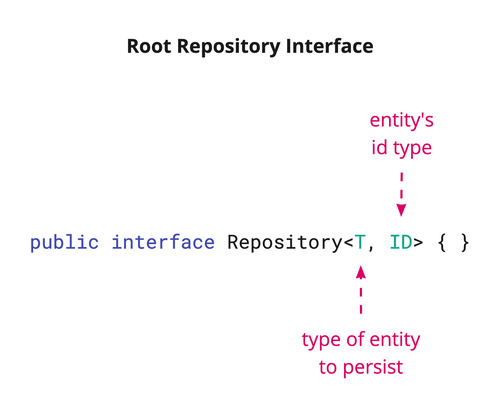 Root Repository Interface
entity's
id type
public interface Repository<T, ID> { }
type of entity
to persist